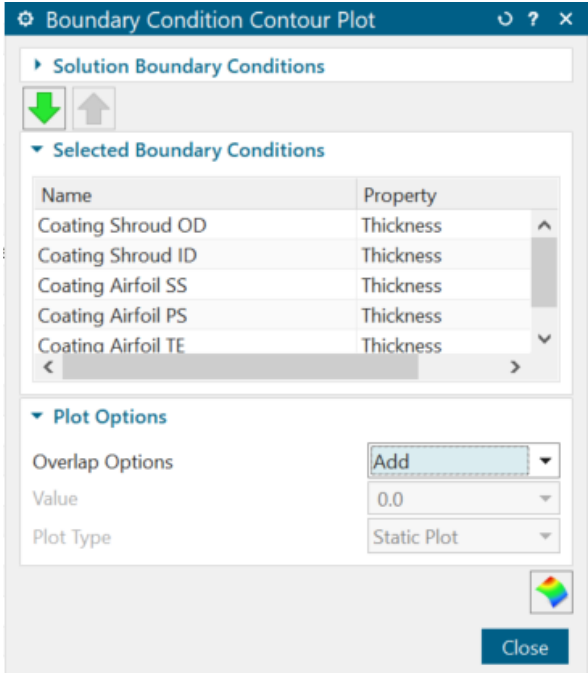 Boundary Condition Contour Plot ?
Solution Boundary Conditions
Selected Boundary Conditions
Name Property
Coating Shroud OD Thickness
Coating Shroud ID Thickness
Coating Airfoil SS Thickness
Coating Airfoil PS Thickness
Coating Airfoil TE Thickness
Plot Options
Overlap Options Add
Value 0.0
Plot Type Static Plot
Close